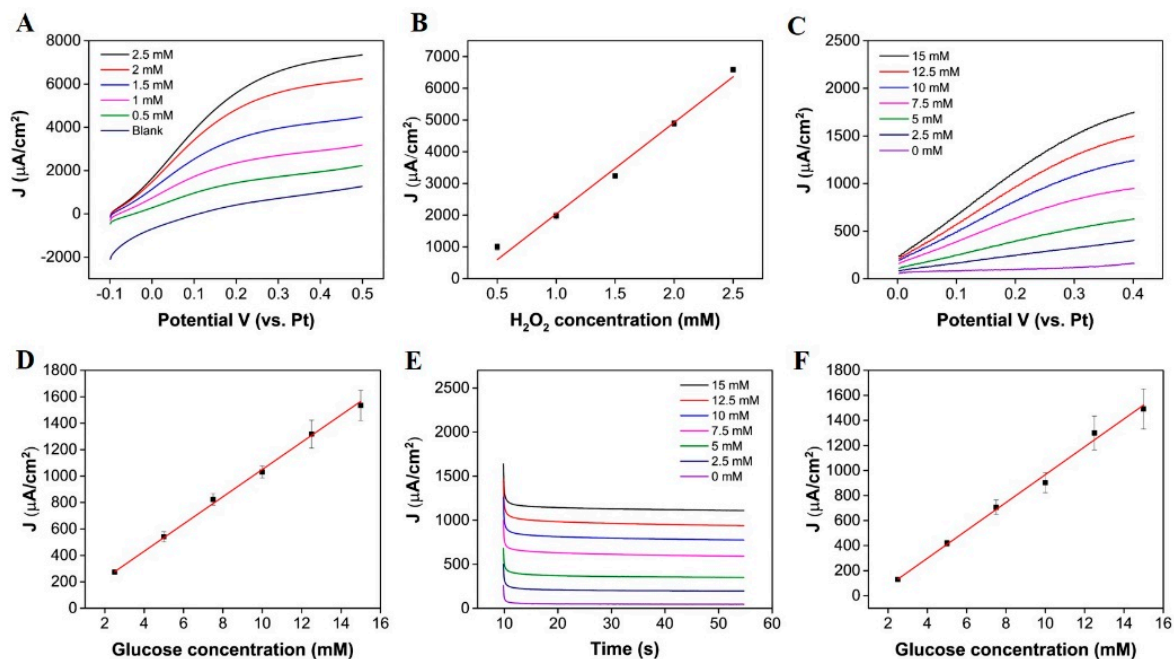 A
8000
6000
4000
2000
0
-2000
J (μA/cm²)
2.5 mM
2 mM
1.5 mM
1 mM
0.5 mM
Blank
-0.1 0.0 0.1 0.2 0.3 0.4 0.5
Potential V (vs. Pt)
B
7000
6000
5000
4000
3000
2000
1000
0
J (μA/cm²)
0.5 1.0 1.5 2.0 2.5
H₂O₂ concentration (mM)
C
2500
2000
1500
1000
500
0
J (μA/cm²)
15 mM
12.5 mM
10 mM
7.5 mM
5 mM
2.5 mM
0 mM
0.0 0.1 0.2 0.3 0.4
Potential V (vs. Pt)
D
1800
1600
1400
1200
1000
800
600
400
200
0
J (μA/cm²)
2 4 6 8 10 12 14 16
Glucose concentration (mM)
E
2500
2000
1500
1000
500
0
J (μA/cm²)
15 mM
12.5 mM
10 mM
7.5 mM
5 mM
2.5 mM
0 mM
10 20 30 40 50 60
Time (s)
F
1800
1600
1400
1200
1000
800
600
400
200
0
J (μA/cm²)
2 4 6 8 10 12 14 16
Glucose concentration (mM)